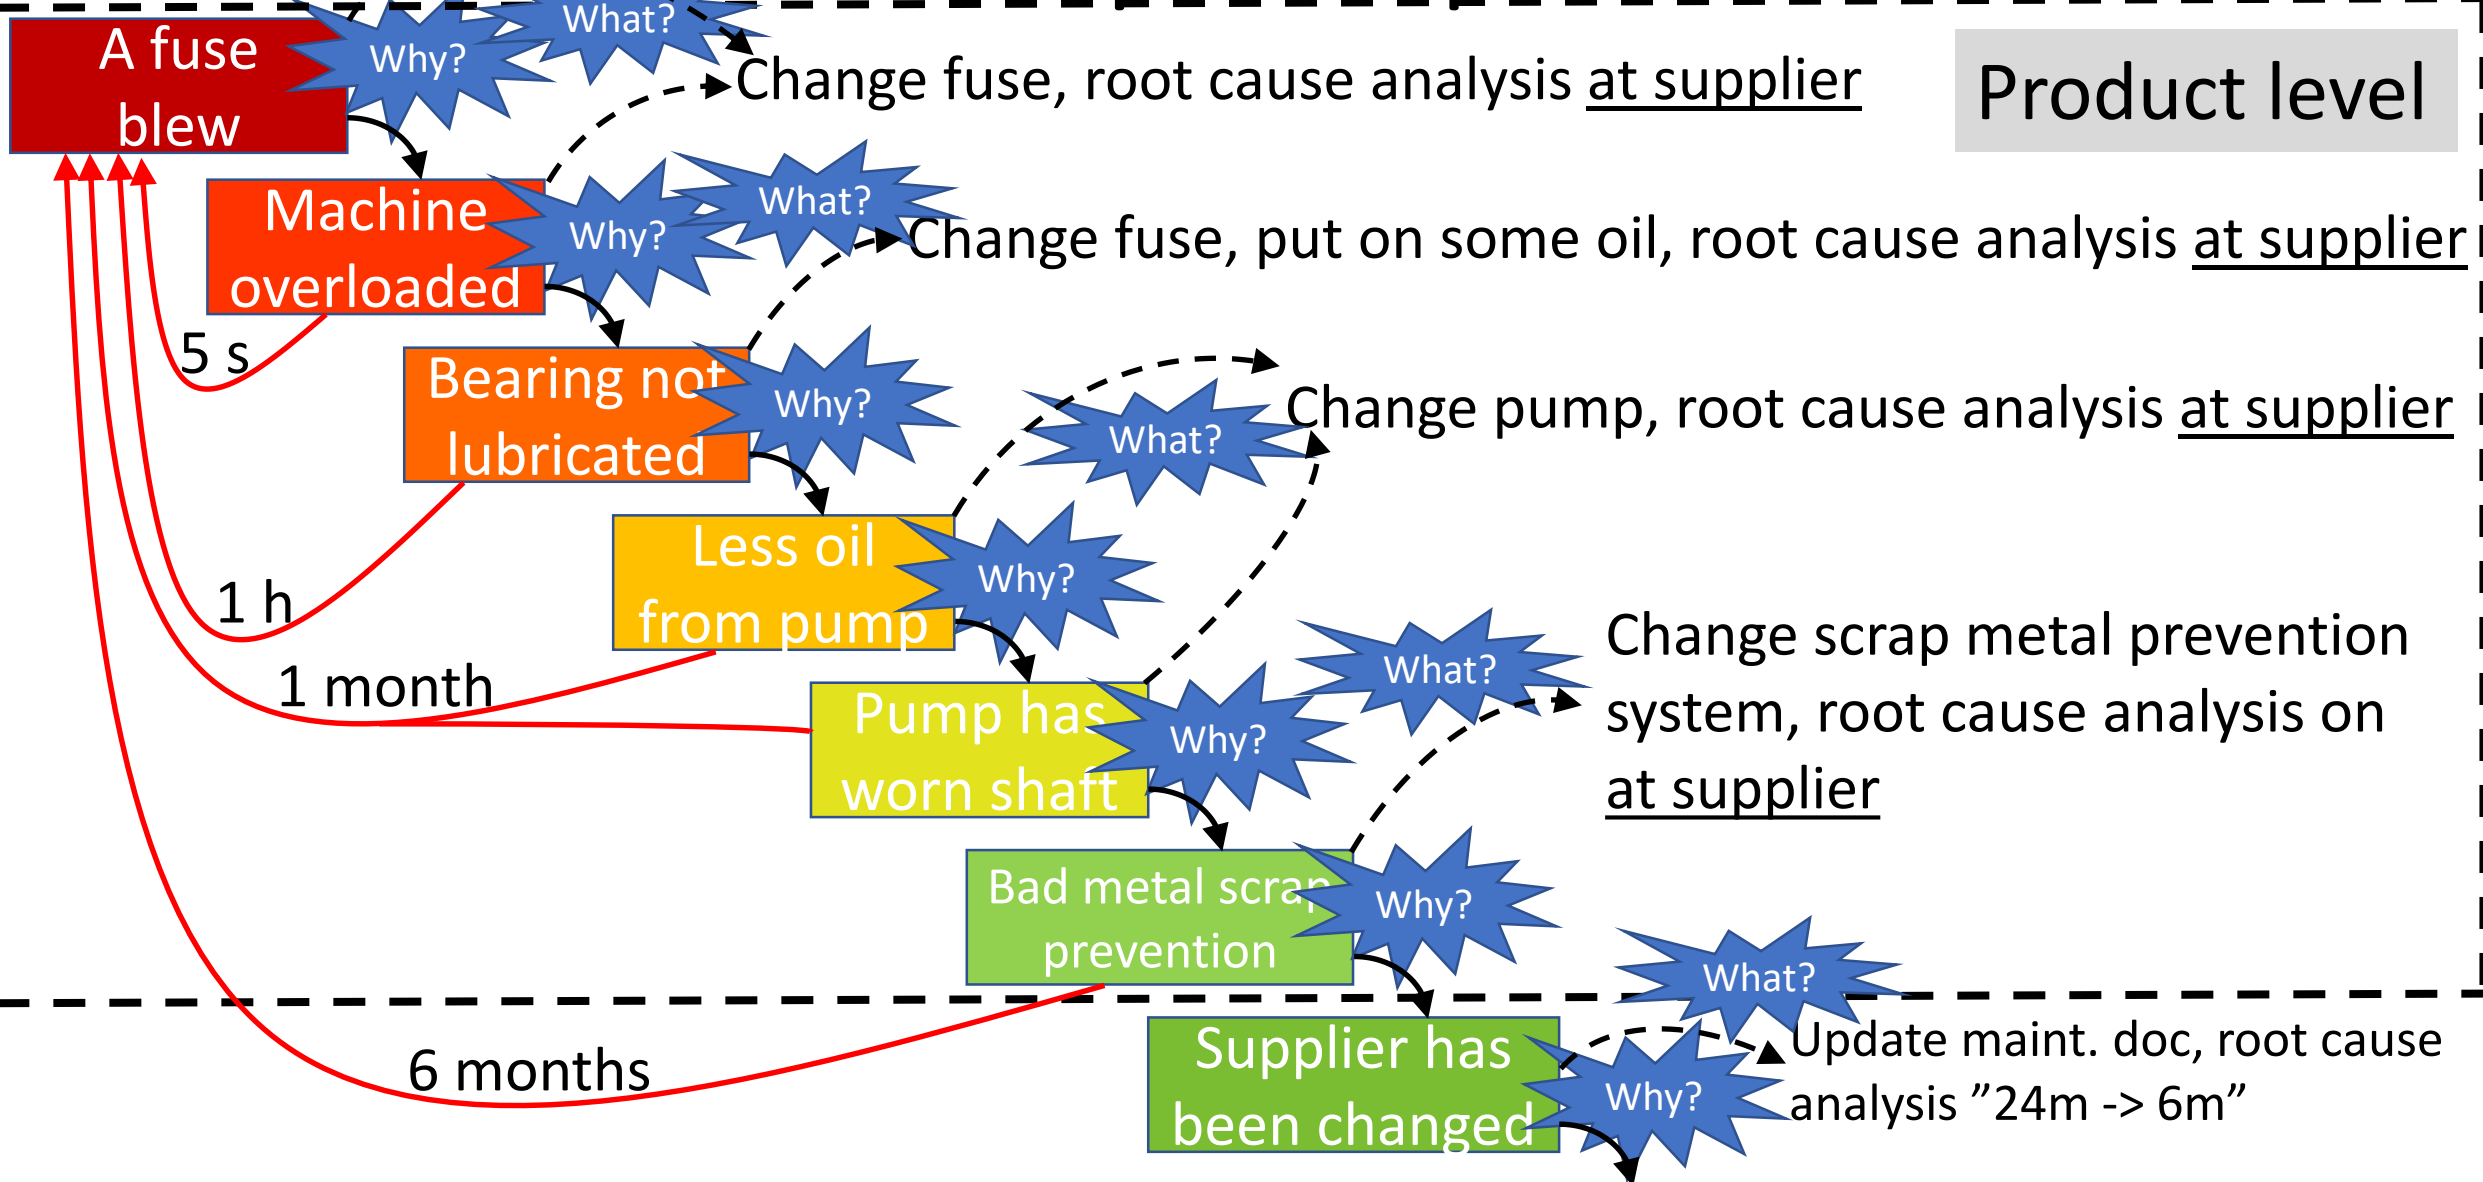 A fuse
blew
Why?
What?
Change fuse, root cause analysis at supplier
Product level
Machine
overloaded
Why?
What?
Change fuse, put on some oil, root cause analysis at supplier
5 s
Bearing not
lubricated
Why?
What?
Change pump, root cause analysis at supplier
Less oil
from pump
Why?
1 h
1 month
Pump has
worn shaft
Why?
What?
Change scrap metal prevention
system, root cause analysis on
at supplier
Bad metal scrap
prevention
Why?
What?
6 months
Supplier has
been changed
Why?
Update maint. doc, root cause
analysis ”24m -> 6m”